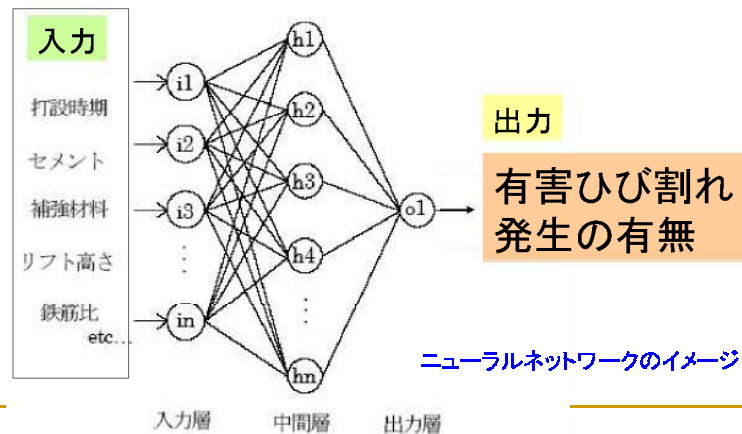 入力
打設時期
セメント
補強材料
リフト高さ
鉄筋比
etc...
i1
i2
i3
in
h1
h2
h3
h4
hn
o1
出力
有害ひび割れ
発生の有無
ニューラルネットワークのイメージ
入力層 中間層 出力層